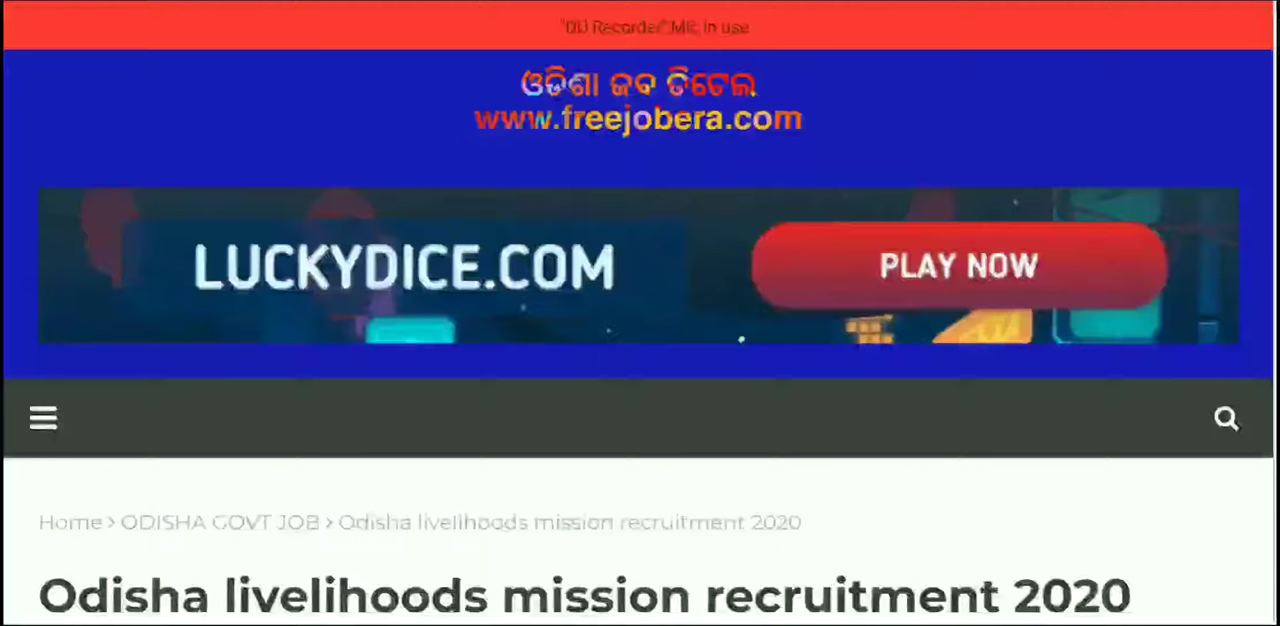 "DU Recorder" Mic in use
ଓଡିଶା ଜବ ଡିଟେଲ
www.freejobera.com
LUCKYDICE.COM
PLAY NOW
Home > ODISHA GOVT JOB > Odisha livelihoods mission recruitment 2020
Odisha livelihoods mission recruitment 2020